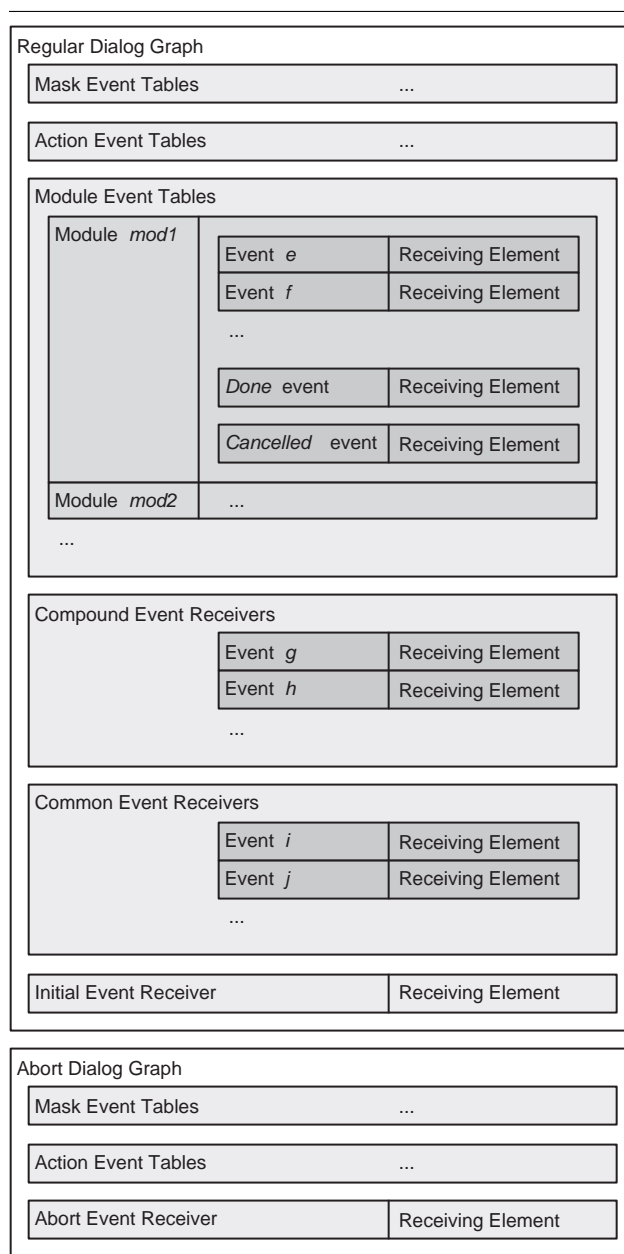 Regular Dialog Graph
Mask Event Tables ...
Action Event Tables ...
Module Event Tables
Module mod1
Event e Receiving Element
Event f Receiving Element
...
Done event Receiving Element
Cancelled event Receiving Element
Module mod2 ...
...
Compound Event Receivers
Event g Receiving Element
Event h Receiving Element
...
Common Event Receivers
Event i Receiving Element
Event j Receiving Element
...
Initial Event Receiver Receiving Element
Abort Dialog Graph
Mask Event Tables ...
Action Event Tables ...
Abort Event Receiver Receiving Element